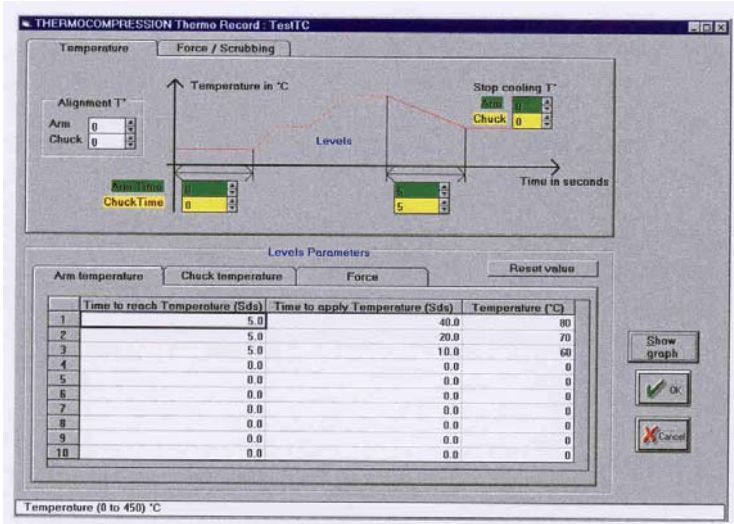 THERMOCOMPRESSION Thermo Record : TestTC
Temperature
Force / Scrubbing
Temperature in °C
Stop cooling T°
Alignment T°
Arm
Arm 0
Chuck 0
Chuck 0
Levels
Time in seconds
Arm Time 0
5
ChuckTime 0
5
Levels Parameters
Reset value
Arm temperature
Chuck temperature
Force
Time to reach Temperature (Sds) Time to apply Temperature (Sds) Temperature (°C)
1 5.0 40.0 80
2 5.0 20.0 70
3 5.0 10.0 60
4 0.0 0.0 0
5 0.0 0.0 0
6 0.0 0.0 0
7 0.0 0.0 0
8 0.0 0.0 0
9 0.0 0.0 0
10 0.0 0.0 0
Show
graph
OK
Cancel
Temperature (0 to 450) °C